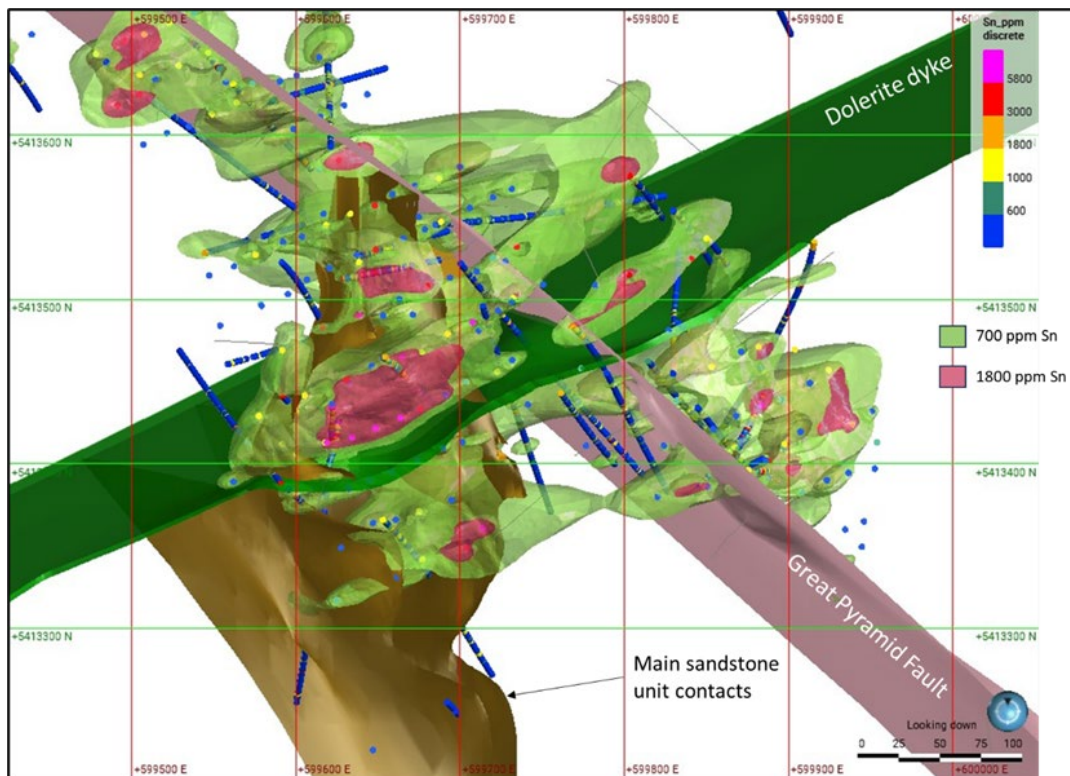 +599500 E
+599600 E
+599700 E
+599800 E
+599900 E
+60
Sn_ppm
discrete
5800
3000
1800
1000
600
Dolerite dyke
+5413600 N
+5413600 N
+5413500 N
+5413500 N
700 ppm Sn
1800 ppm Sn
+5413400 N
Great Pyramid Fault
+5413300 N
+5413300 N
Main sandstone
unit contacts
Looking down
0 25 50 75 100
+599500 E
+599600 E
+599700 E
+599800 E
+599900 E
+600000 E